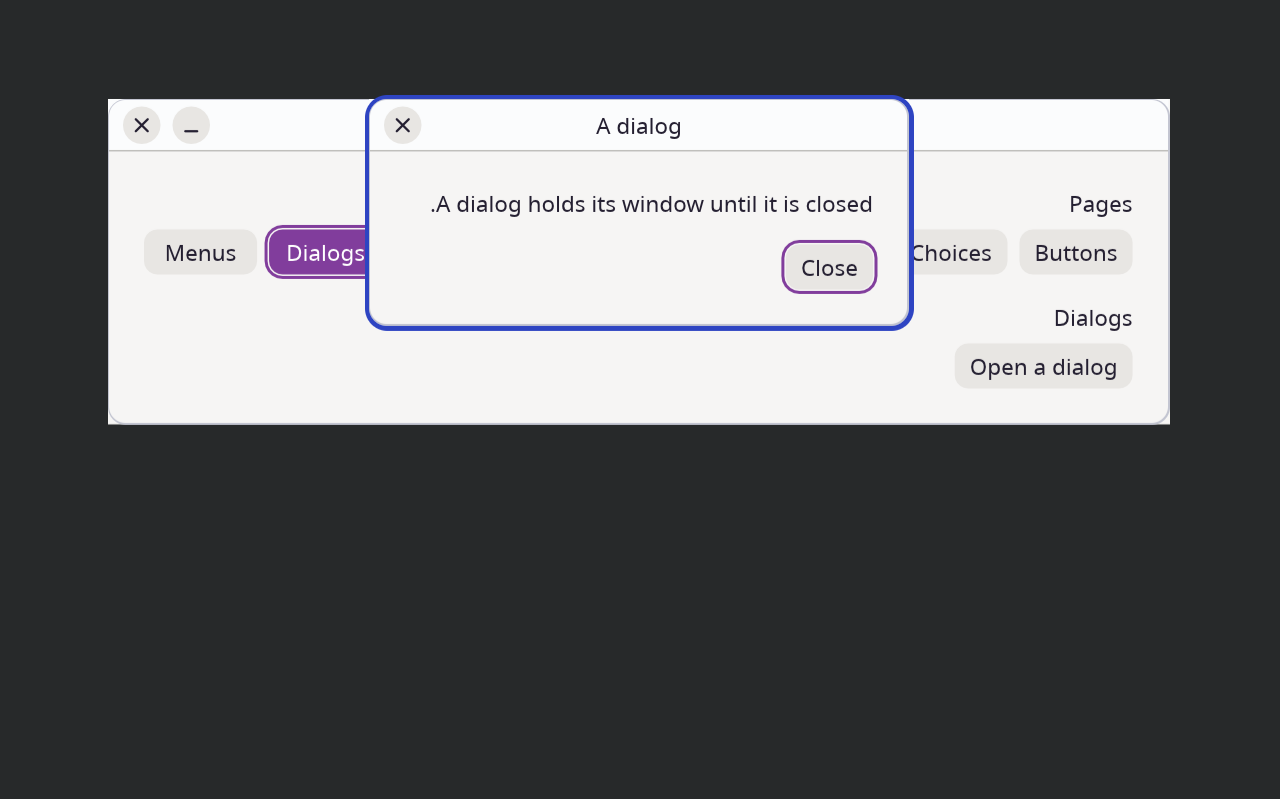 A dialog
.A dialog holds its window until it is closed
Close
Pages
Buttons
Choices
Dialogs
Menus
Dialogs
Open a dialog